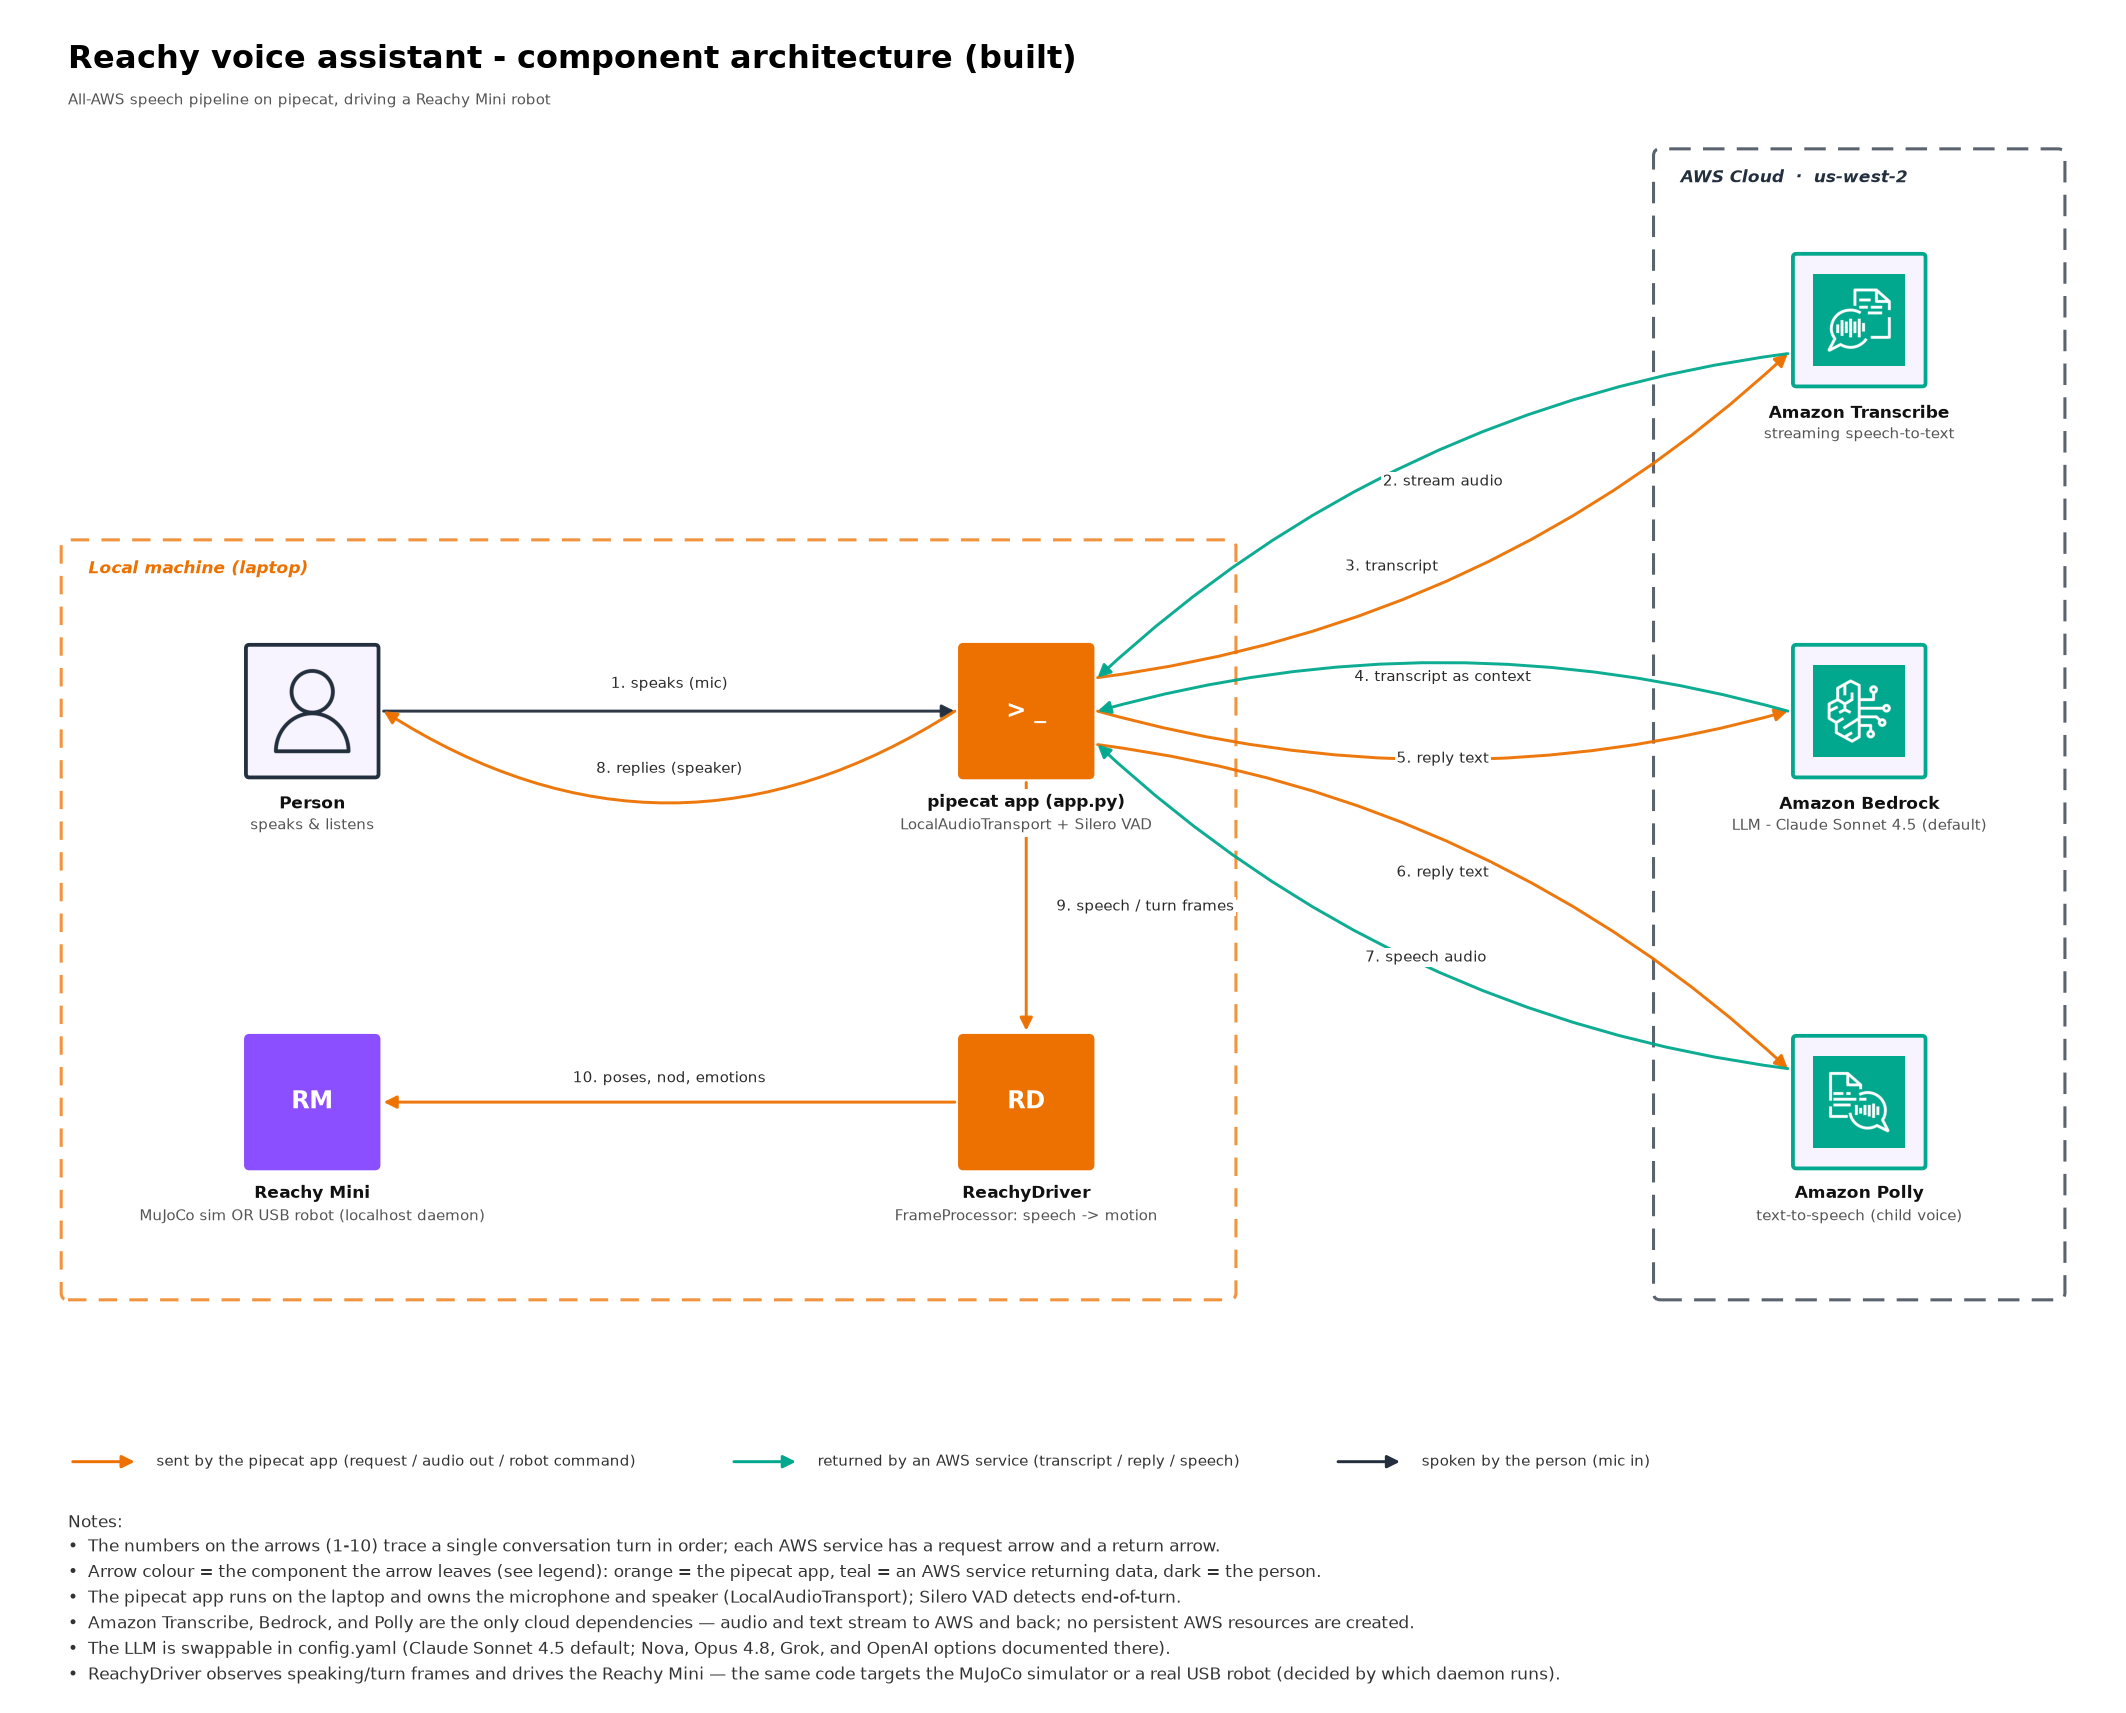 Reachy voice assistant - component architecture (built)
All-AWS speech pipeline on pipecat, driving a Reachy Mini robot
AWS Cloud · us-west-2
Amazon Transcribe
streaming speech-to-text
2. stream audio
3. transcript
Local machine (laptop)
1. speaks (mic)
> _
4. transcript as context
5. reply text
8. replies (speaker)
Person
speaks & listens
pipecat app (app.py)
LocalAudioTransport + Silero VAD
Amazon Bedrock
LLM - Claude Sonnet 4.5 (default)
6. reply text
9. speech / turn frames
7. speech audio
10. poses, nod, emotions
RM
RD
Reachy Mini
MuJoCo sim OR USB robot (localhost daemon)
ReachyDriver
FrameProcessor: speech -> motion
Amazon Polly
text-to-speech (child voice)
sent by the pipecat app (request / audio out / robot command)
returned by an AWS service (transcript / reply / speech)
spoken by the person (mic in)
Notes:
• The numbers on the arrows (1-10) trace a single conversation turn in order; each AWS service has a request arrow and a return arrow.
• Arrow colour = the component the arrow leaves (see legend): orange = the pipecat app, teal = an AWS service returning data, dark = the person.
• The pipecat app runs on the laptop and owns the microphone and speaker (LocalAudioTransport); Silero VAD detects end-of-turn.
• Amazon Transcribe, Bedrock, and Polly are the only cloud dependencies — audio and text stream to AWS and back; no persistent AWS resources are created.
• The LLM is swappable in config.yaml (Claude Sonnet 4.5 default; Nova, Opus 4.8, Grok, and OpenAI options documented there).
• ReachyDriver observes speaking/turn frames and drives the Reachy Mini — the same code targets the MuJoCo simulator or a real USB robot (decided by which daemon runs).